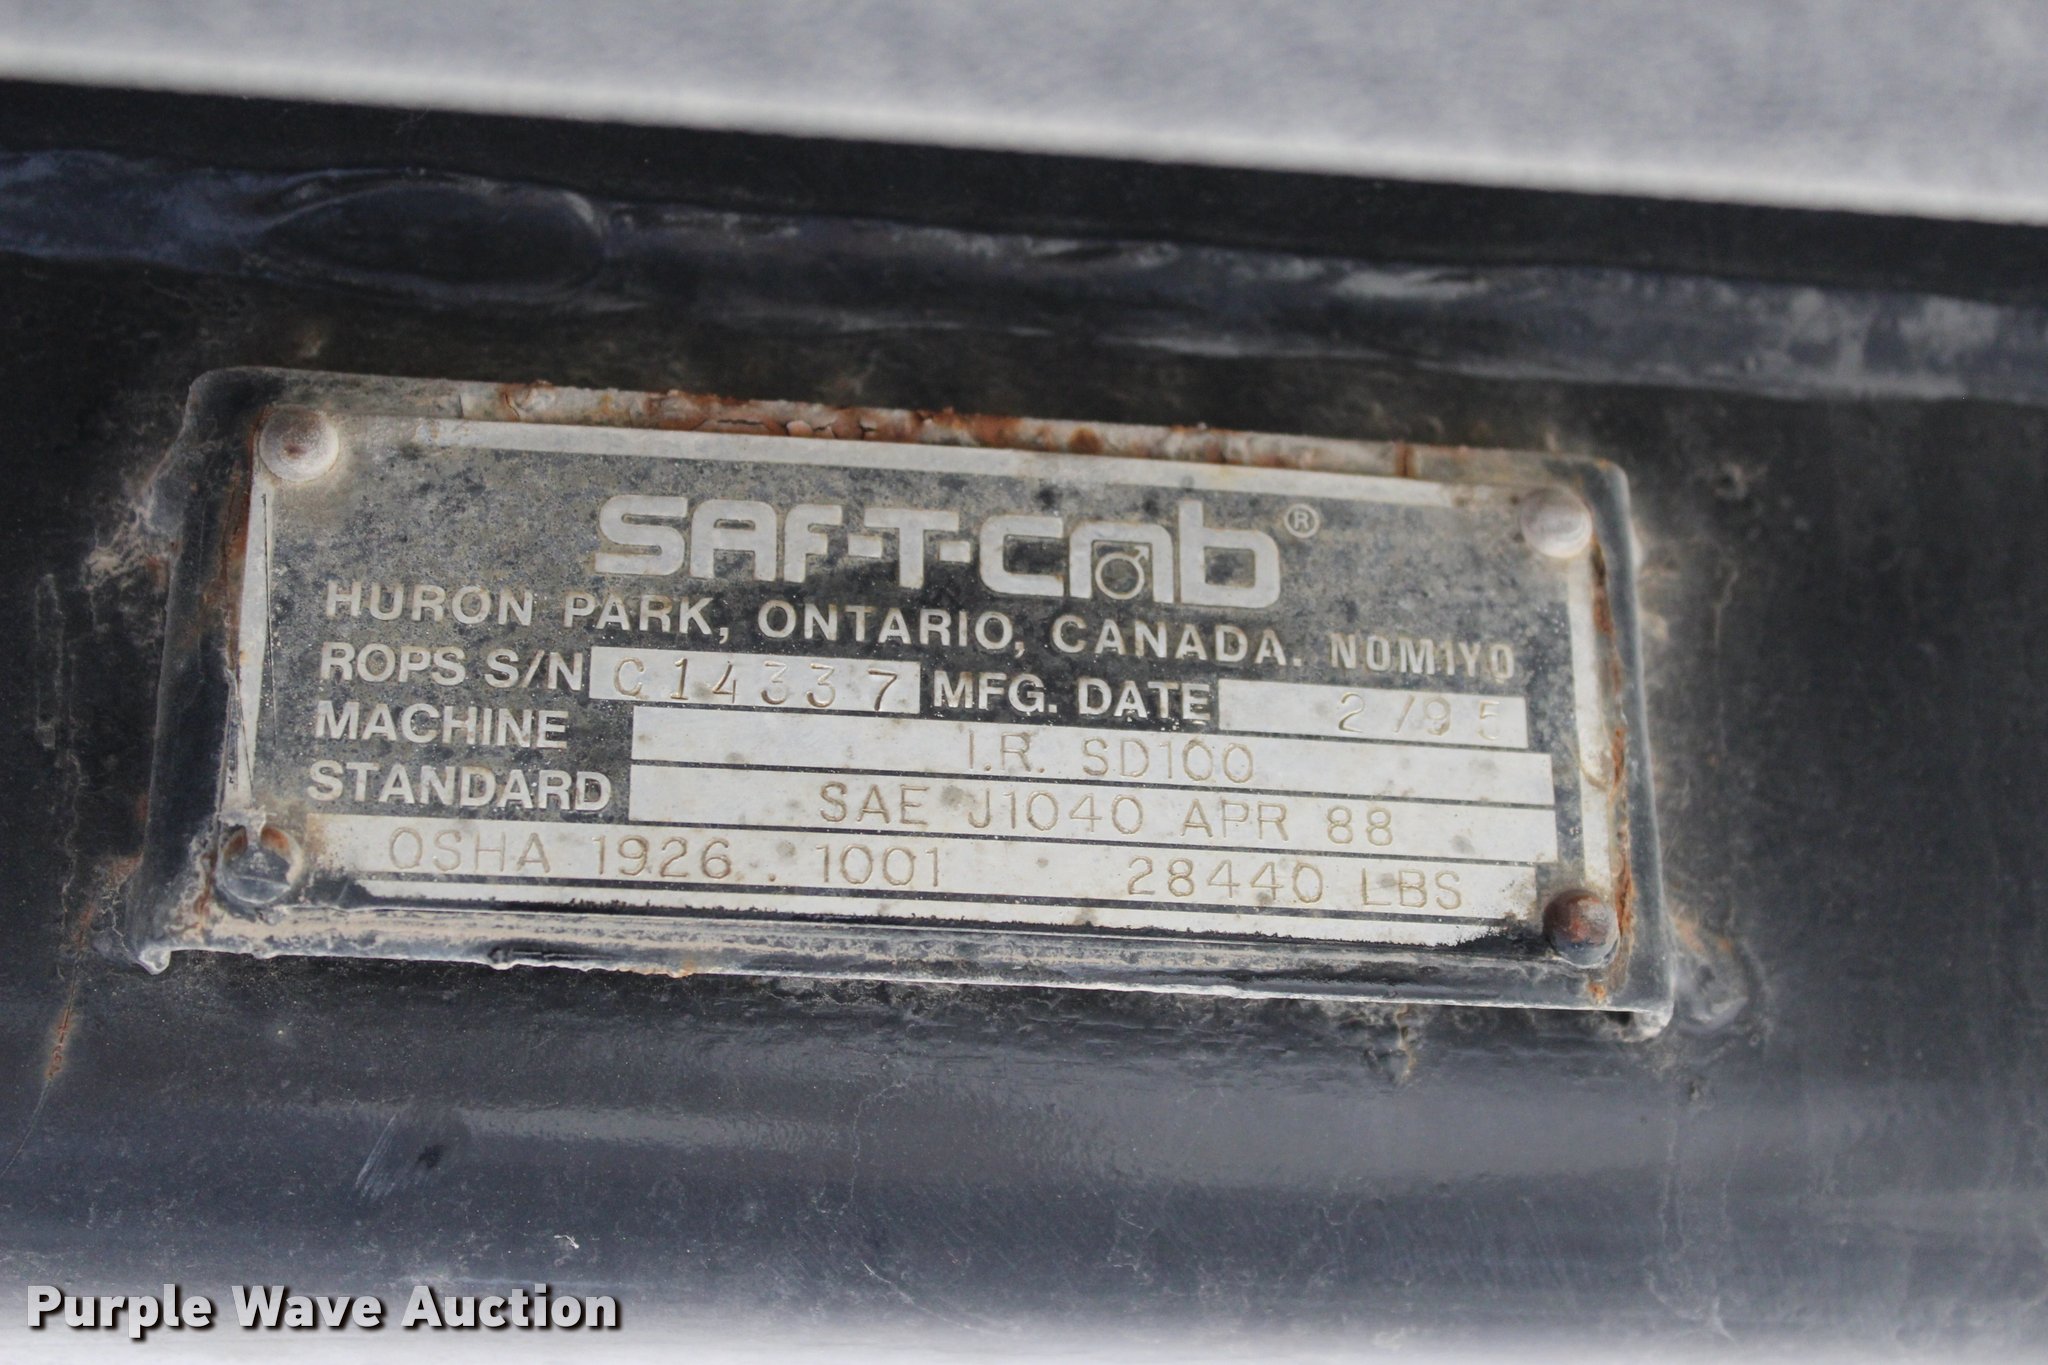 SAF-T-Cab®
HURON PARK, ONTARIO, CANADA. N0M1Y0
ROPS S/N C14337 MFG. DATE 2/95
MACHINE I.R. SD100
STANDARD SAE J1040 APR 88
OSHA 1926.1001 28440 LBS
Purple Wave Auction